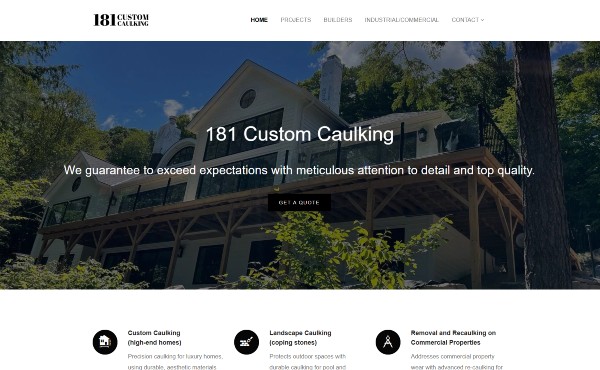 181 CUSTOM
CAULKING
HOME PROJECTS BUILDERS INDUSTRIAL/COMMERCIAL CONTACT
181 Custom Caulking
We guarantee to exceed expectations with meticulous attention to detail and top quality.
GET A QUOTE
Custom Caulking
(high-end homes)
Precision caulking for luxury homes,
using durable, aesthetic materials.
Landscape Caulking
(coping stones)
Protects outdoor spaces with
durable caulking for pool and
Removal and Recaulking on
Commercial Properties
Addresses commercial property
wear with advanced re-caulking for